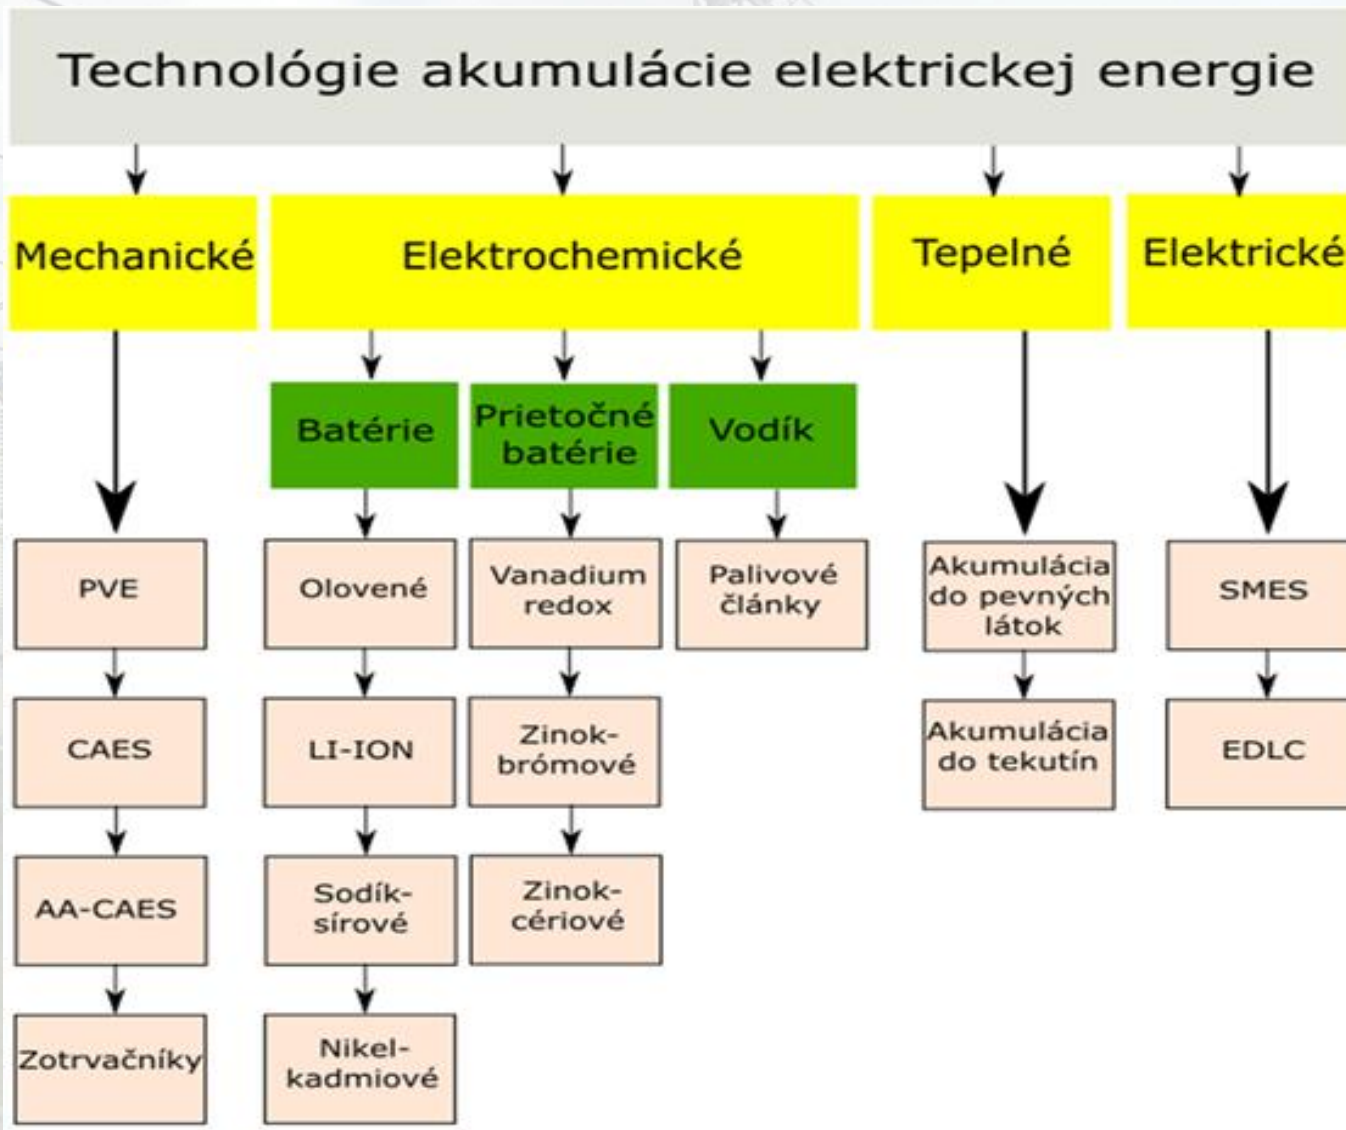 Technológie akumulácie elektrickej energie
Mechanické
Elektrochemické
Tepelné
Elektrické
Batérie
Prietočné
batérie
Vodík
PVE
Olovené
Vanadium
redox
Palivové
články
Akumulácia
do pevných
látok
SMES
CAES
LI-ION
Zinok-
brómové
Akumulácia
do tekutín
EDLC
AA-CAES
Sodík-
sírové
Zinok-
cériové
Zotrvačníky
Nikel-
kadmiové